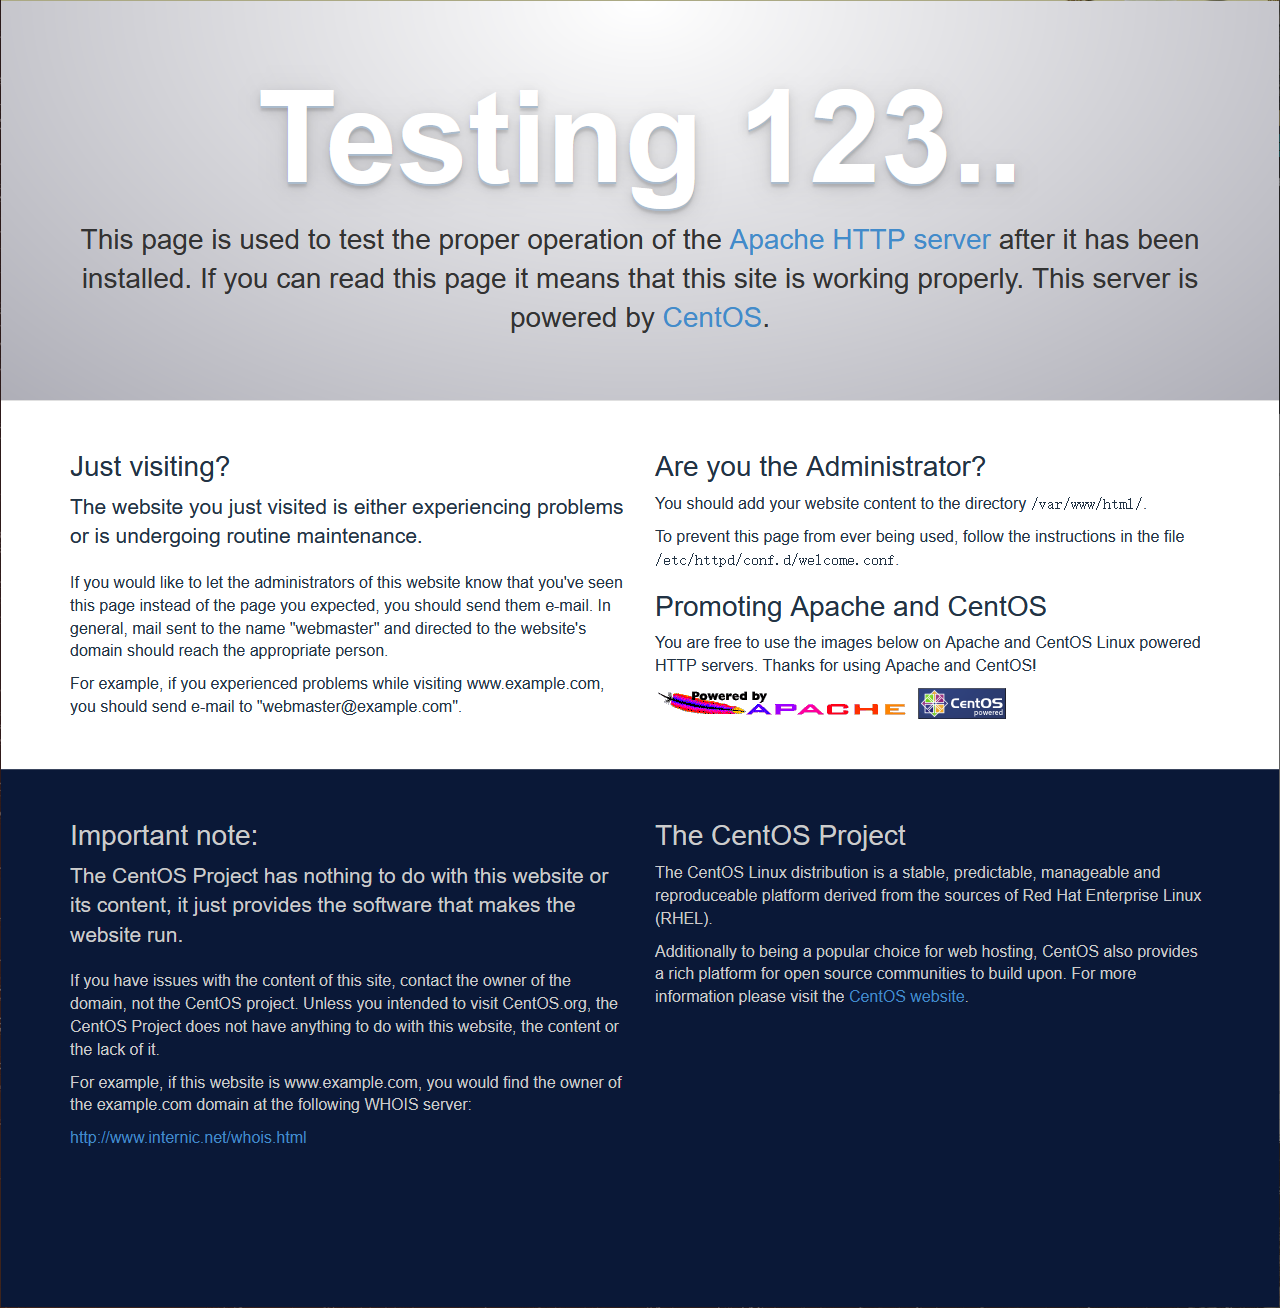 Testing 123..
This page is used to test the proper operation of the Apache HTTP server after it has been
installed. If you can read this page it means that this site is working properly. This server is
powered by CentOS.
Just visiting?
The website you just visited is either experiencing problems
or is undergoing routine maintenance.
If you would like to let the administrators of this website know that you've seen
this page instead of the page you expected, you should send them e-mail. In
general, mail sent to the name "webmaster" and directed to the website's
domain should reach the appropriate person.
For example, if you experienced problems while visiting www.example.com,
you should send e-mail to "webmaster@example.com".
Are you the Administrator?
You should add your website content to the directory /var/www/html/.
To prevent this page from ever being used, follow the instructions in the file
/etc/httpd/conf.d/welcome.conf.
Promoting Apache and CentOS
You are free to use the images below on Apache and CentOS Linux powered
HTTP servers. Thanks for using Apache and CentOS!
Powered by
APACHE
CentOS
powered
Important note:
The CentOS Project has nothing to do with this website or
its content, it just provides the software that makes the
website run.
If you have issues with the content of this site, contact the owner of the
domain, not the CentOS project. Unless you intended to visit CentOS.org, the
CentOS Project does not have anything to do with this website, the content or
the lack of it.
For example, if this website is www.example.com, you would find the owner of
the example.com domain at the following WHOIS server:
http://www.internic.net/whois.html
The CentOS Project
The CentOS Linux distribution is a stable, predictable, manageable and
reproduceable platform derived from the sources of Red Hat Enterprise Linux
(RHEL).
Additionally to being a popular choice for web hosting, CentOS also provides
a rich platform for open source communities to build upon. For more
information please visit the CentOS website.